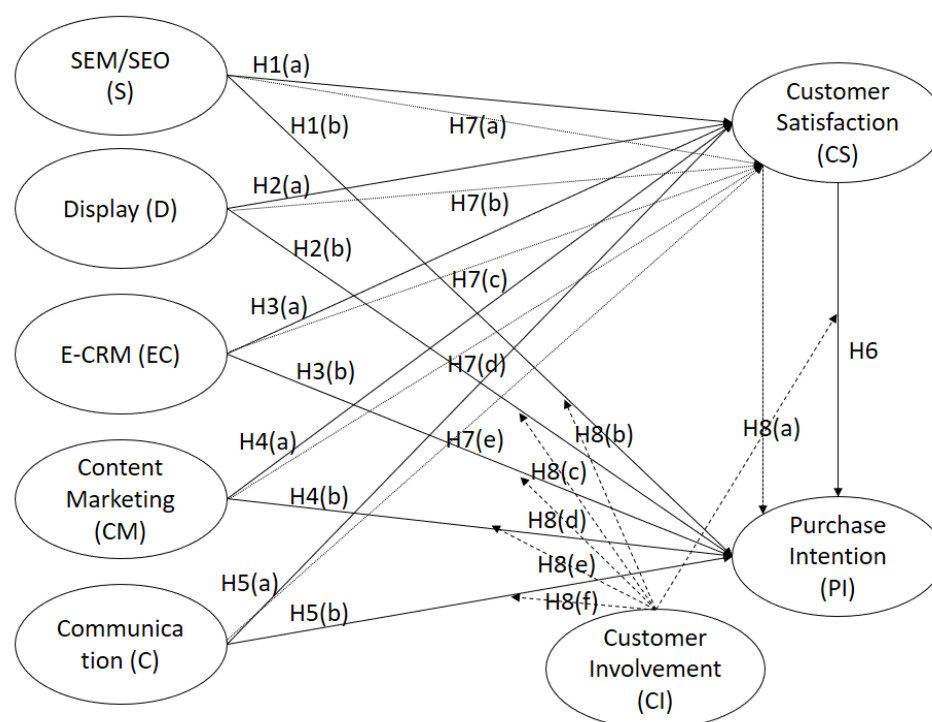 SEM/SEO
(S)
H1(a)
Customer
Satisfaction
(CS)
H1(b)
H7(a)
Display (D)
H2(a)
H7(b)
H2(b)
H7(c)
E-CRM (EC)
H3(a)
H3(b)
H7(d)
H6
Content
Marketing
(CM)
H4(a)
H7(e)
H8(b)
H8(a)
H8(c)
H4(b)
H8(d)
Purchase
Intention
(PI)
H8(e)
Communica
tion (C)
H5(a)
H5(b)
H8(f)
Customer
Involvement
(CI)